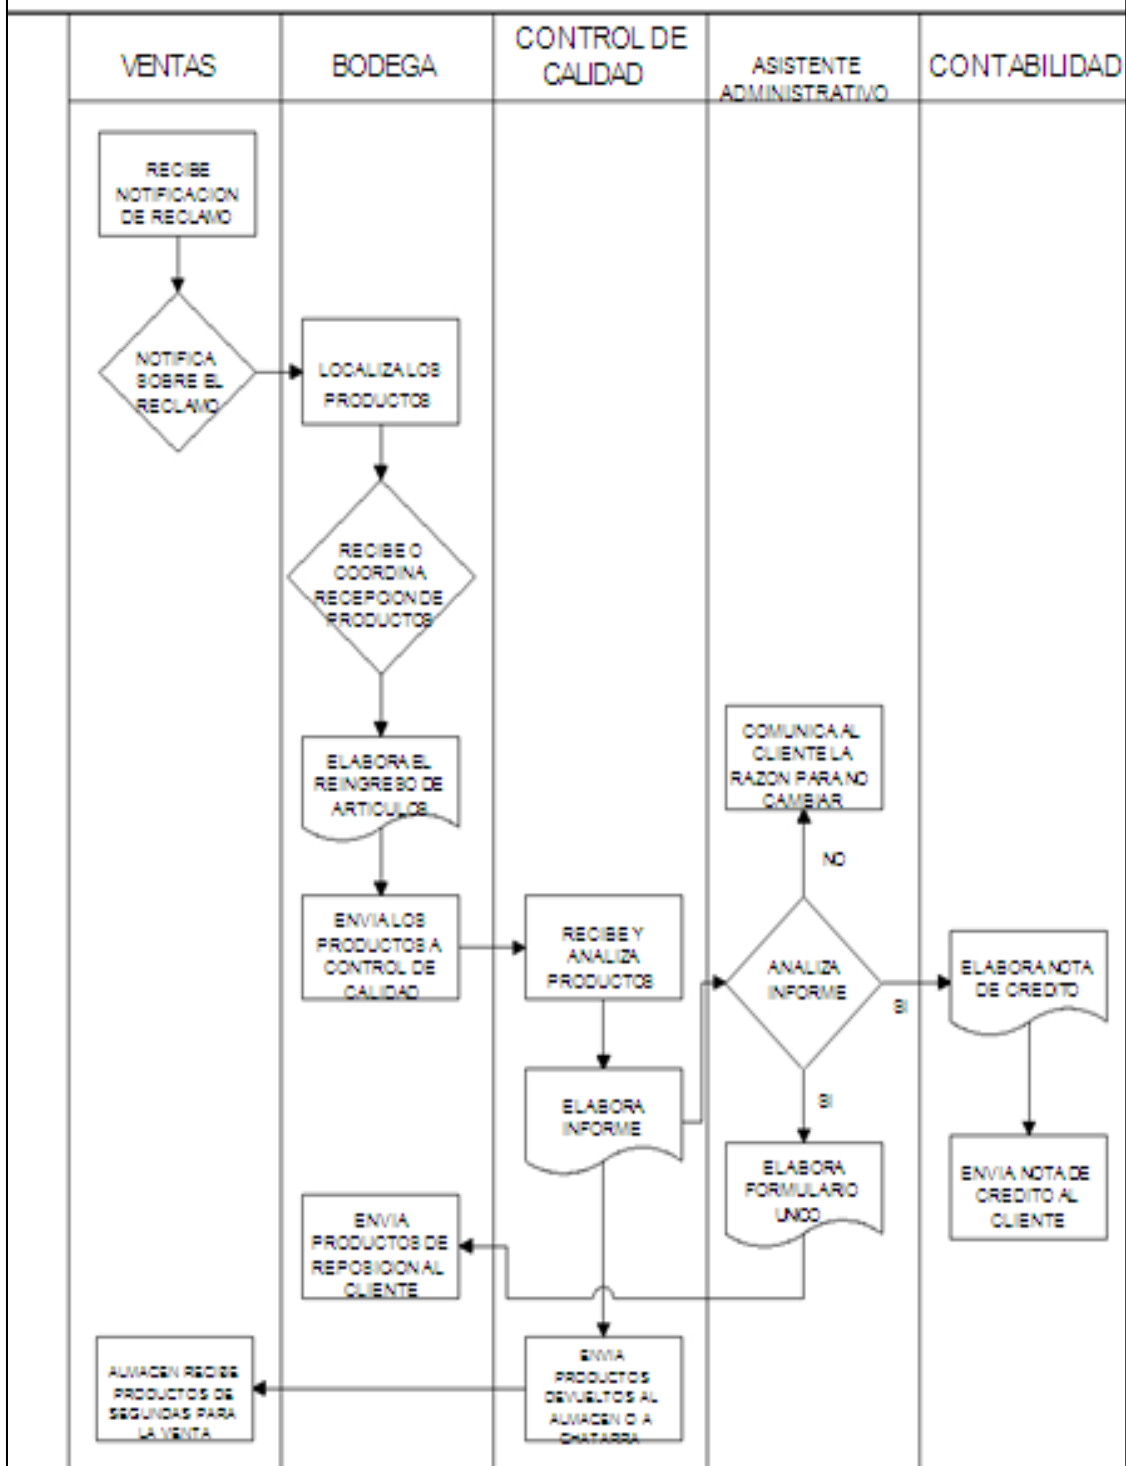 VENTAS
BODEGA
CONTROL DE
CALIDAD
ASISTENTE
ADMINISTRATIVO
CONTABILIDAD
RECIBE
NOTIFICACION
DE RECLAMO
NOTIFICA
SOBRE EL
RECLAMO
LOCALIZA LOS
PRODUCTOS
RECIBE O
COORDINA
RECEPCION DE
PRODUCTOS
ELABORA EL
REINGRESO DE
ARTICULOS
ENVIA LOS
PRODUCTOS A
CONTROL DE
CALIDAD
RECIBE Y
ANALIZA
PRODUCTOS
ELABORA
INFORME
COMUNICA AL
CLIENTE LA
RAZON PARA NO
CAMBIAR
NO
ANALIZA
INFORME
SI
SI
ELABORA NOTA
DE CREDITO
ENVIA NOTA DE
CREDITO AL
CLIENTE
ELABORA
FORMULARIO
UNCO
ENVIA
PRODUCTOS DE
REPOSICION AL
CLIENTE
ENVIA
PRODUCTOS
DEVUELTOS AL
ALMACEN O A
CHATARRA
ALMACEN RECIBE
PRODUCTOS DE
SEGUNDAS PARA
LA VENTA